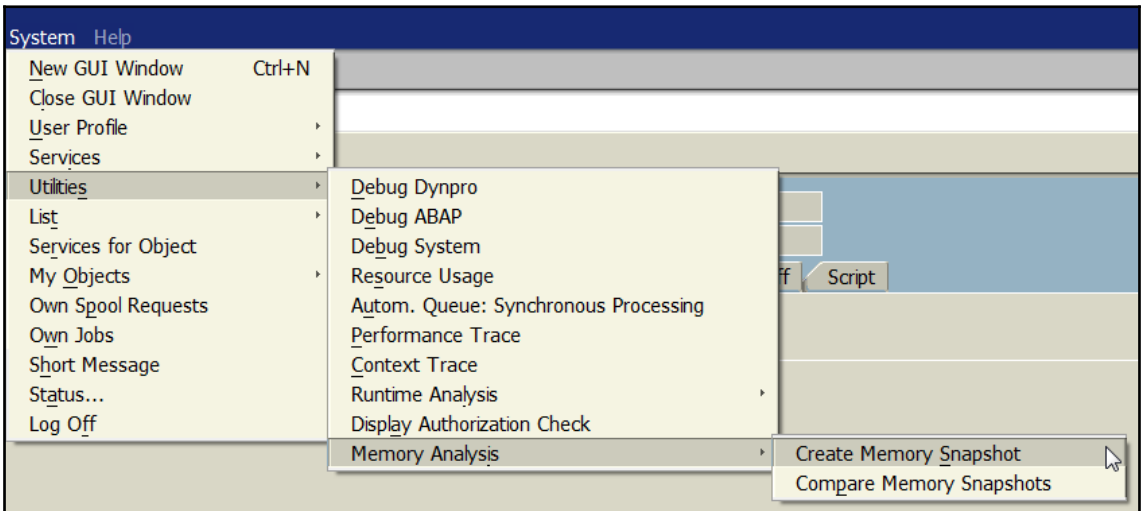 System Help
New GUI Window Ctrl+N
Close GUI Window
User Profile
Services
Utilities
List
Services for Object
My Objects
Own Spool Requests
Own Jobs
Short Message
Status...
Log Off
Debug Dynpro
Debug ABAP
Debug System
Resource Usage
Autom. Queue: Synchronous Processing
Performance Trace
Context Trace
Runtime Analysis
Display Authorization Check
Memory Analysis
Create Memory Snapshot
Compare Memory Snapshots
Script